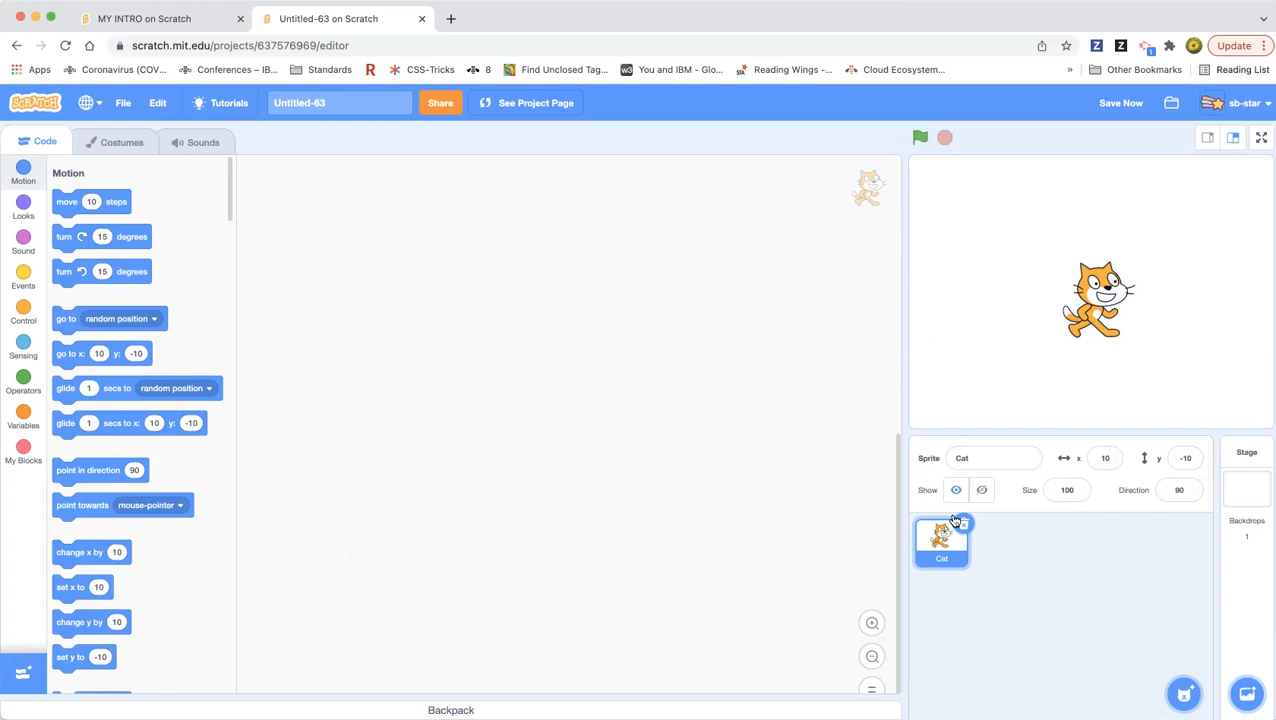 MY INTRO on Scratch
Untitled-63 on Scratch
scratch.mit.edu/projects/637576969/editor
Update
Apps
Coronavirus (COV...
Conferences – IB...
Standards
R
CSS-Tricks
8
Find Unclosed Tag...
w3
You and IBM - Glo...
Reading Wings –...
Cloud Ecosystem...
»
Other Bookmarks
Reading List
SCRATCH
File
Edit
Tutorials
Untitled-63
Share
See Project Page
Save Now
sb-star
Code
Costumes
Sounds
Motion
Looks
Sound
Events
Control
Sensing
Operators
Variables
My Blocks
Motion
move 10 steps
turn 15 degrees
turn 15 degrees
go to random position
go to x: 10 y: -10
glide 1 secs to random position
glide 1 secs to x: 10 y: -10
point in direction 90
point towards mouse-pointer
change x by 10
set x to 10
change y by 10
set y to -10
Sprite Cat x 10 y -10
Show Size 100 Direction 90
Cat
Stage
Backdrops
1
Backpack